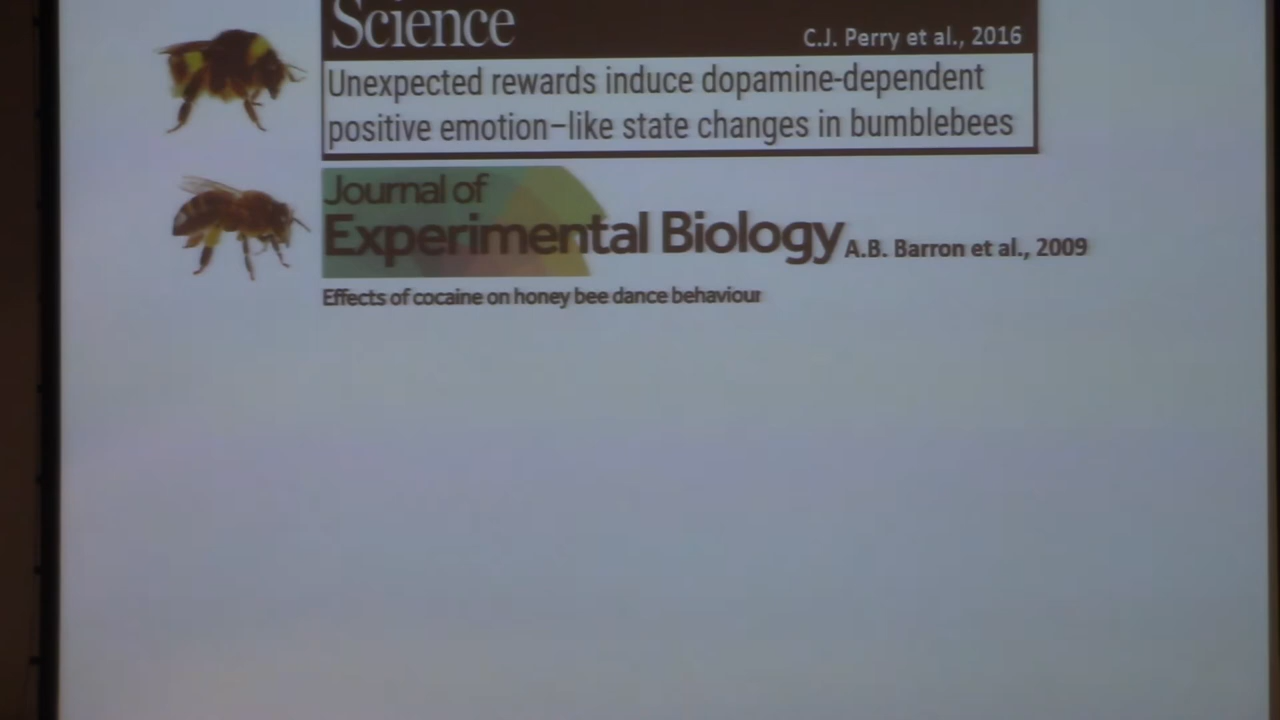 Science
C.J. Perry et al., 2016
Unexpected rewards induce dopamine-dependent
positive emotion–like state changes in bumblebees
Journal of
Experimental Biology
A.B. Barron et al., 2009
Effects of cocaine on honey bee dance behaviour